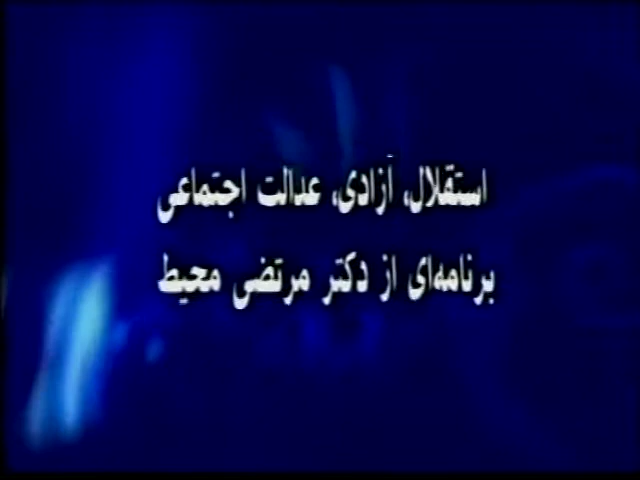 استقلال، آزادی، عدالت اجتماعی
برنامه‌ای از دکتر مرتضی محیط